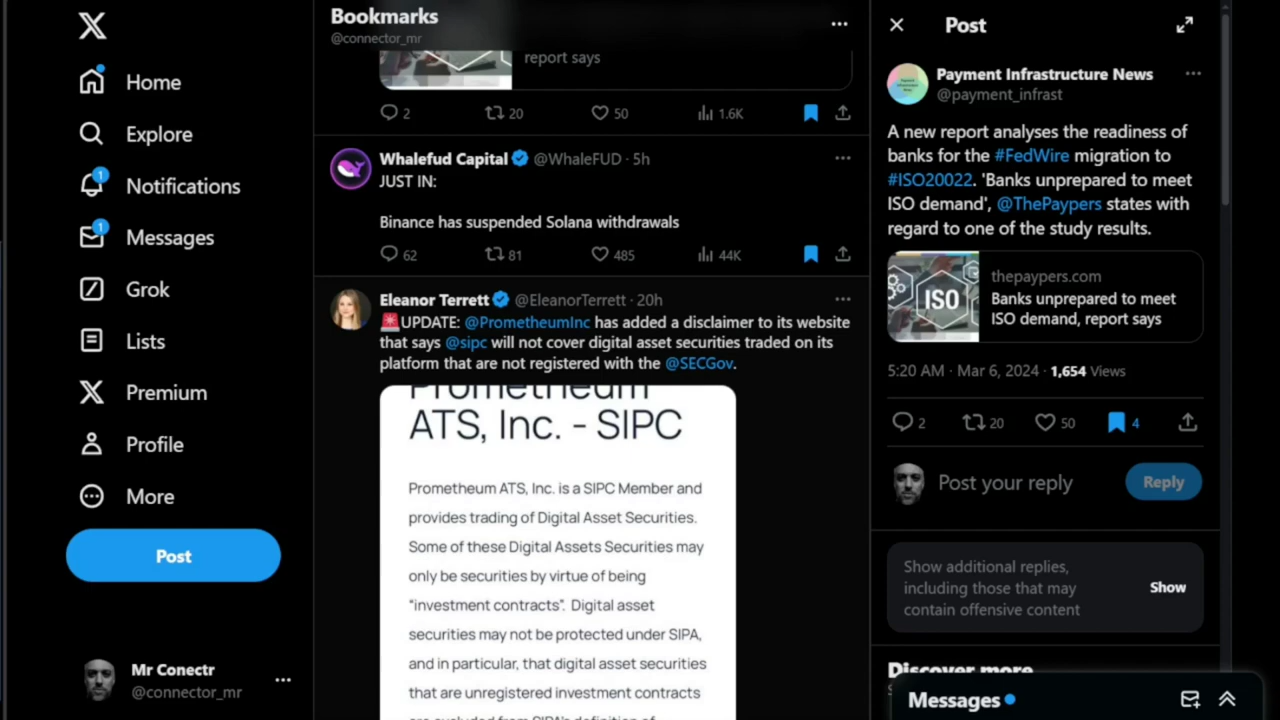 Home
Explore
1
Notifications
1
Messages
Grok
Lists
Premium
Profile
More
Post
Mr Conectr
@connector_mr
Bookmarks
@connector_mr
report says
2 20 50 1.6K
Whalefud Capital @WhaleFUD · 5h
JUST IN:
Binance has suspended Solana withdrawals
62 81 485 44K
Eleanor Terrett @EleanorTerrett · 20h
🚨UPDATE: @PrometheumInc has added a disclaimer to its website
that says @sipc will not cover digital asset securities traded on its
platform that are not registered with the @SECGov.
Prometheum
ATS, Inc. - SIPC
Prometheum ATS, Inc. is a SIPC Member and
provides trading of Digital Asset Securities.
Some of these Digital Assets Securities may
only be securities by virtue of being
“investment contracts”. Digital asset
securities may not be protected under SIPA,
and in particular, that digital asset securities
that are unregistered investment contracts
are excluded from SIPA's definition of
Post
Payment Infrastructure News
@payment_infrast
A new report analyses the readiness of
banks for the #FedWire migration to
#ISO20022. 'Banks unprepared to meet
ISO demand', @ThePaypers states with
regard to one of the study results.
ISO
thepaypers.com
Banks unprepared to meet
ISO demand, report says
5:20 AM · Mar 6, 2024 · 1,654 Views
2 20 50 4
Post your reply
Reply
Show additional replies,
including those that may
contain offensive content
Show
Discover more
Messages